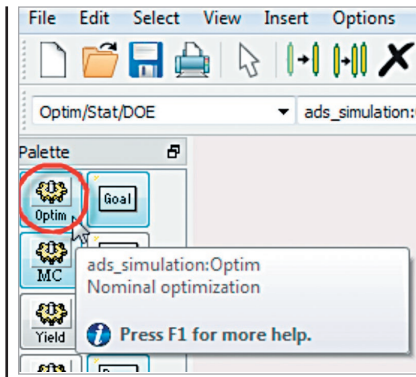 File Edit Select View Insert Options
Optim/Stat/DOE ads_simulation:
Palette
Optim Goal
MC
ads_simulation:Optim
Nominal optimization
Yield
Press F1 for more help.